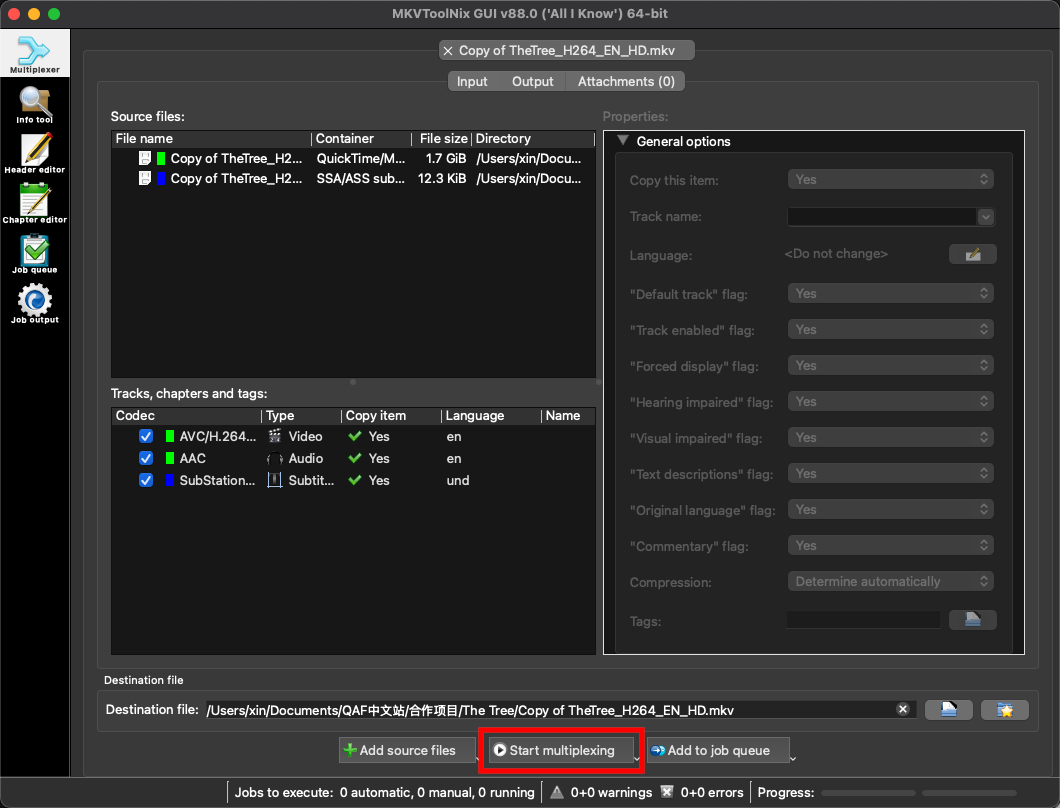 MKVToolNix GUI v88.0 ('All I Know') 64-bit
Multiplexer
Info tool
Header editor
Chapter editor
Job queue
Job output
Copy of TheTree_H264_EN_HD.mkv
Input Output Attachments (0)
Source files:
File name Container File size Directory
Copy of TheTree_H2... QuickTime/M... 1.7 GiB /Users/xin/Docu...
Copy of TheTree_H2... SSA/ASS sub... 12.3 KiB /Users/xin/Docu...
Tracks, chapters and tags:
Codec Type Copy item Language Name
AVC/H.264... Video Yes en
AAC Audio Yes en
SubStation... Subtit... Yes und
Properties:
General options
Copy this item: Yes
Track name:
Language: <Do not change>
"Default track" flag: Yes
"Track enabled" flag: Yes
"Forced display" flag: Yes
"Hearing impaired" flag: Yes
"Visual impaired" flag: Yes
"Text descriptions" flag: Yes
"Original language" flag: Yes
"Commentary" flag: Yes
Compression: Determine automatically
Tags:
Destination file
Destination file: /Users/xin/Documents/QAF中文站/合作项目/The Tree/Copy of TheTree_H264_EN_HD.mkv
Add source files Start multiplexing Add to job queue
Jobs to execute: 0 automatic, 0 manual, 0 running 0+0 warnings 0+0 errors Progress: